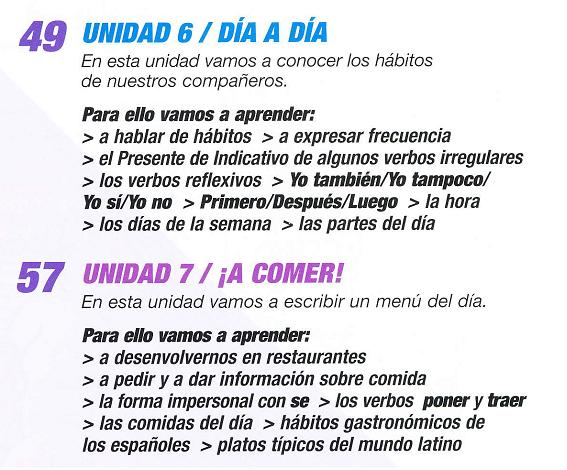 49 UNIDAD 6 / DÍA A DÍA
En esta unidad vamos a conocer los hábitos
de nuestros compañeros.
Para ello vamos a aprender:
> a hablar de hábitos > a expresar frecuencia
> el Presente de Indicativo de algunos verbos irregulares
> los verbos reflexivos > Yo también/Yo tampoco/
Yo sí/Yo no > Primero/Después/Luego > la hora
> los días de la semana > las partes del día
57 UNIDAD 7 / ¡A COMER!
En esta unidad vamos a escribir un menú del día.
Para ello vamos a aprender:
> a desenvolvernos en restaurantes
> a pedir y a dar información sobre comida
> la forma impersonal con se > los verbos poner y traer
> las comidas del día > hábitos gastronómicos de
los españoles > platos típicos del mundo latino